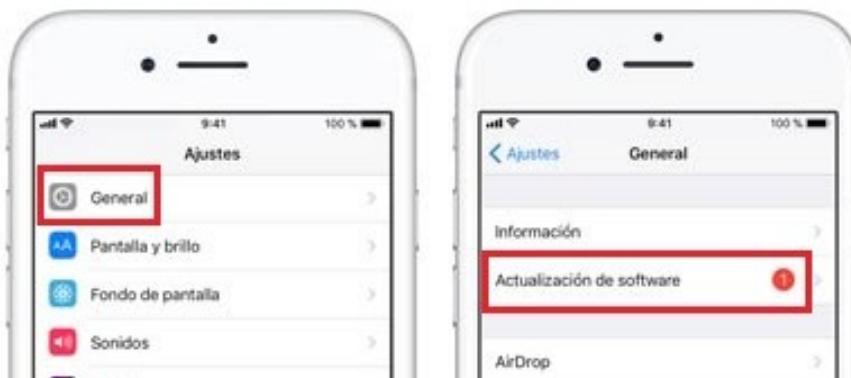 9:41
100 %
Ajustes
General
Pantalla y brillo
Fondo de pantalla
Sonidos
9:41
100 %
Ajustes
General
Información
Actualización de software
1
AirDrop